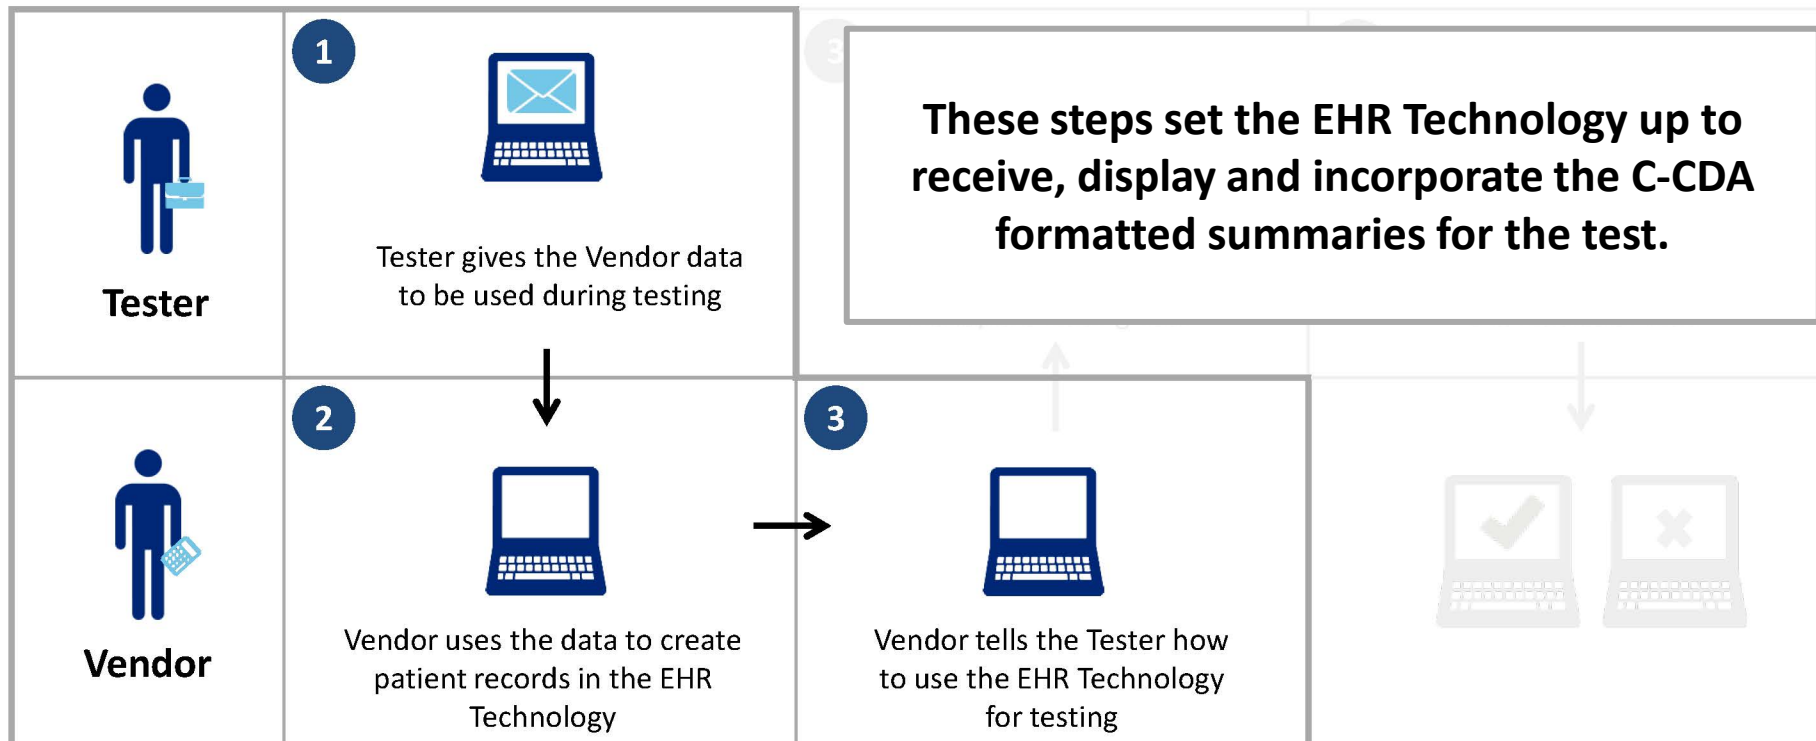 1
Tester
Tester gives the Vendor data
to be used during testing
3
These steps set the EHR Technology up to
receive, display and incorporate the C-CDA
formatted summaries for the test.
2
Vendor
Vendor uses the data to create
patient records in the EHR
Technology
3
Vendor tells the Tester how
to use the EHR Technology
for testing